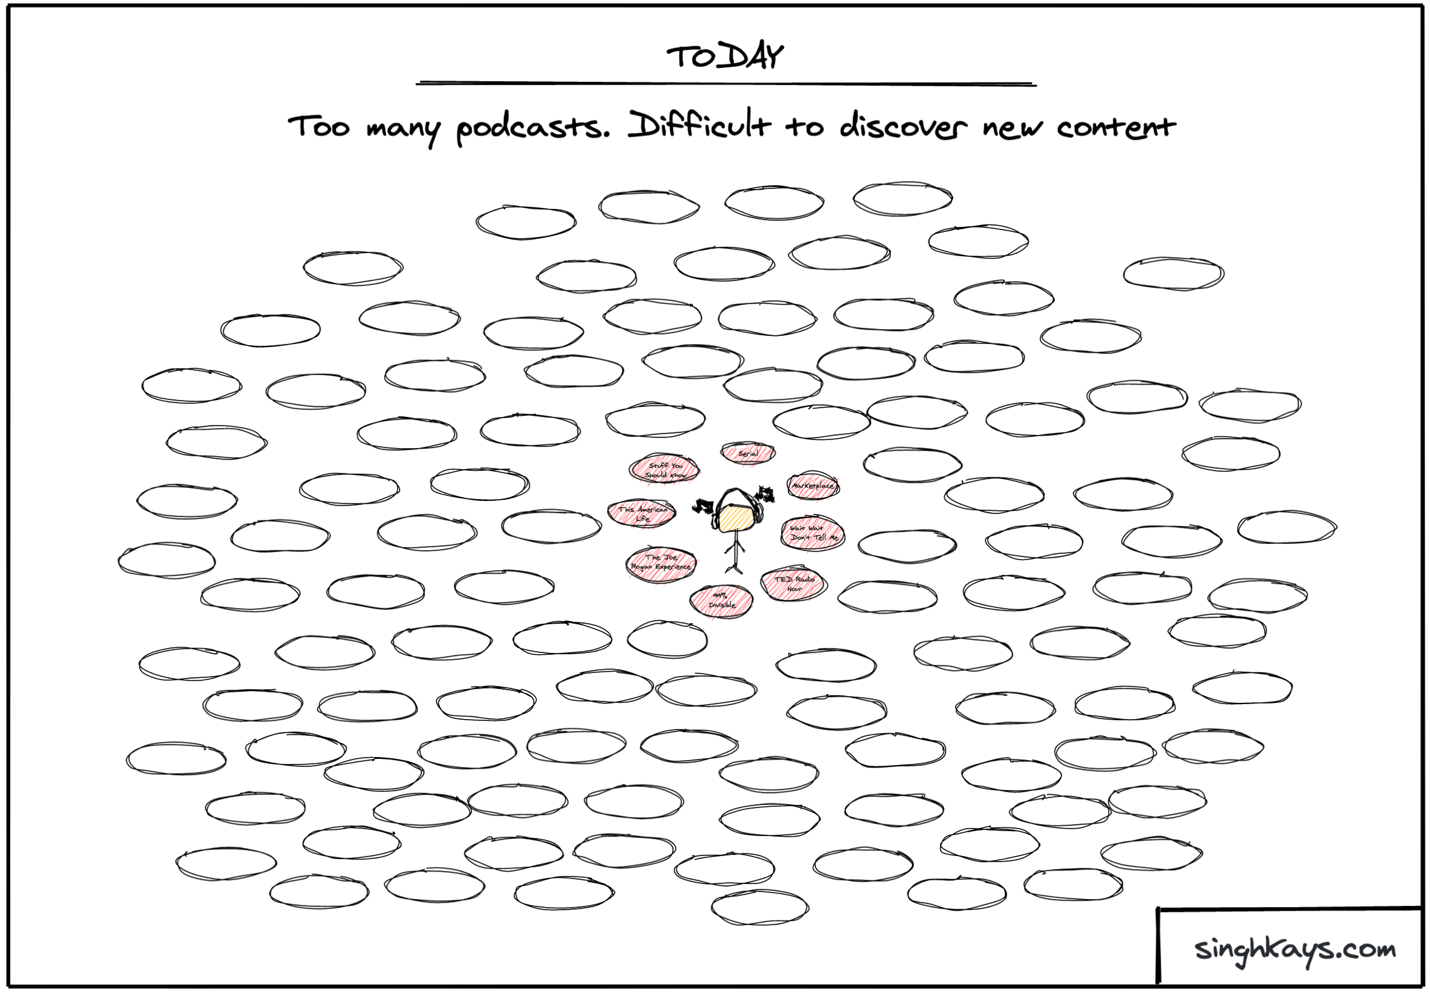 TODAY
Too many podcasts. Difficult to discover new content
Serial
Stuff You
Should know
Marketplace
This American
Life
Wait Wait
Don't Tell Me
The Joe
Rogan Experience
TED Radio
Hour
99%
Invisible
singhkays.com